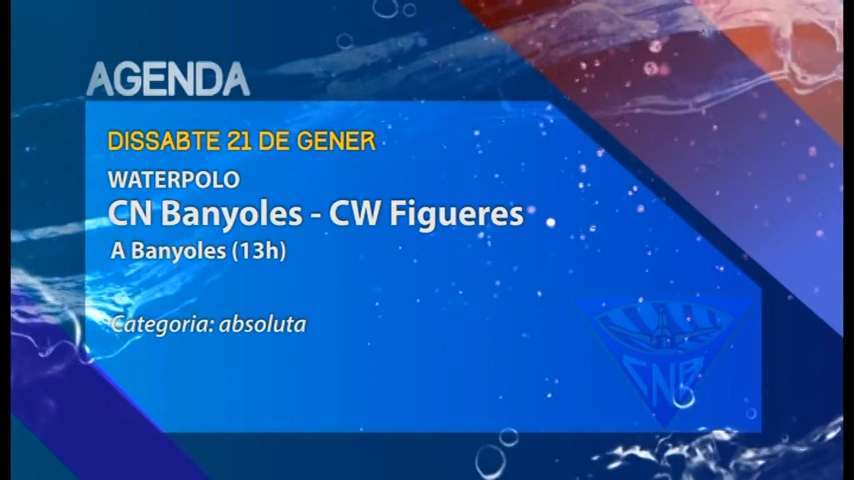 AGENDA
DISSABTE 21 DE GENER
WATERPOLO
CN Banyoles - CW Figueres
A Banyoles (13h)
Categoria: absoluta
CNB